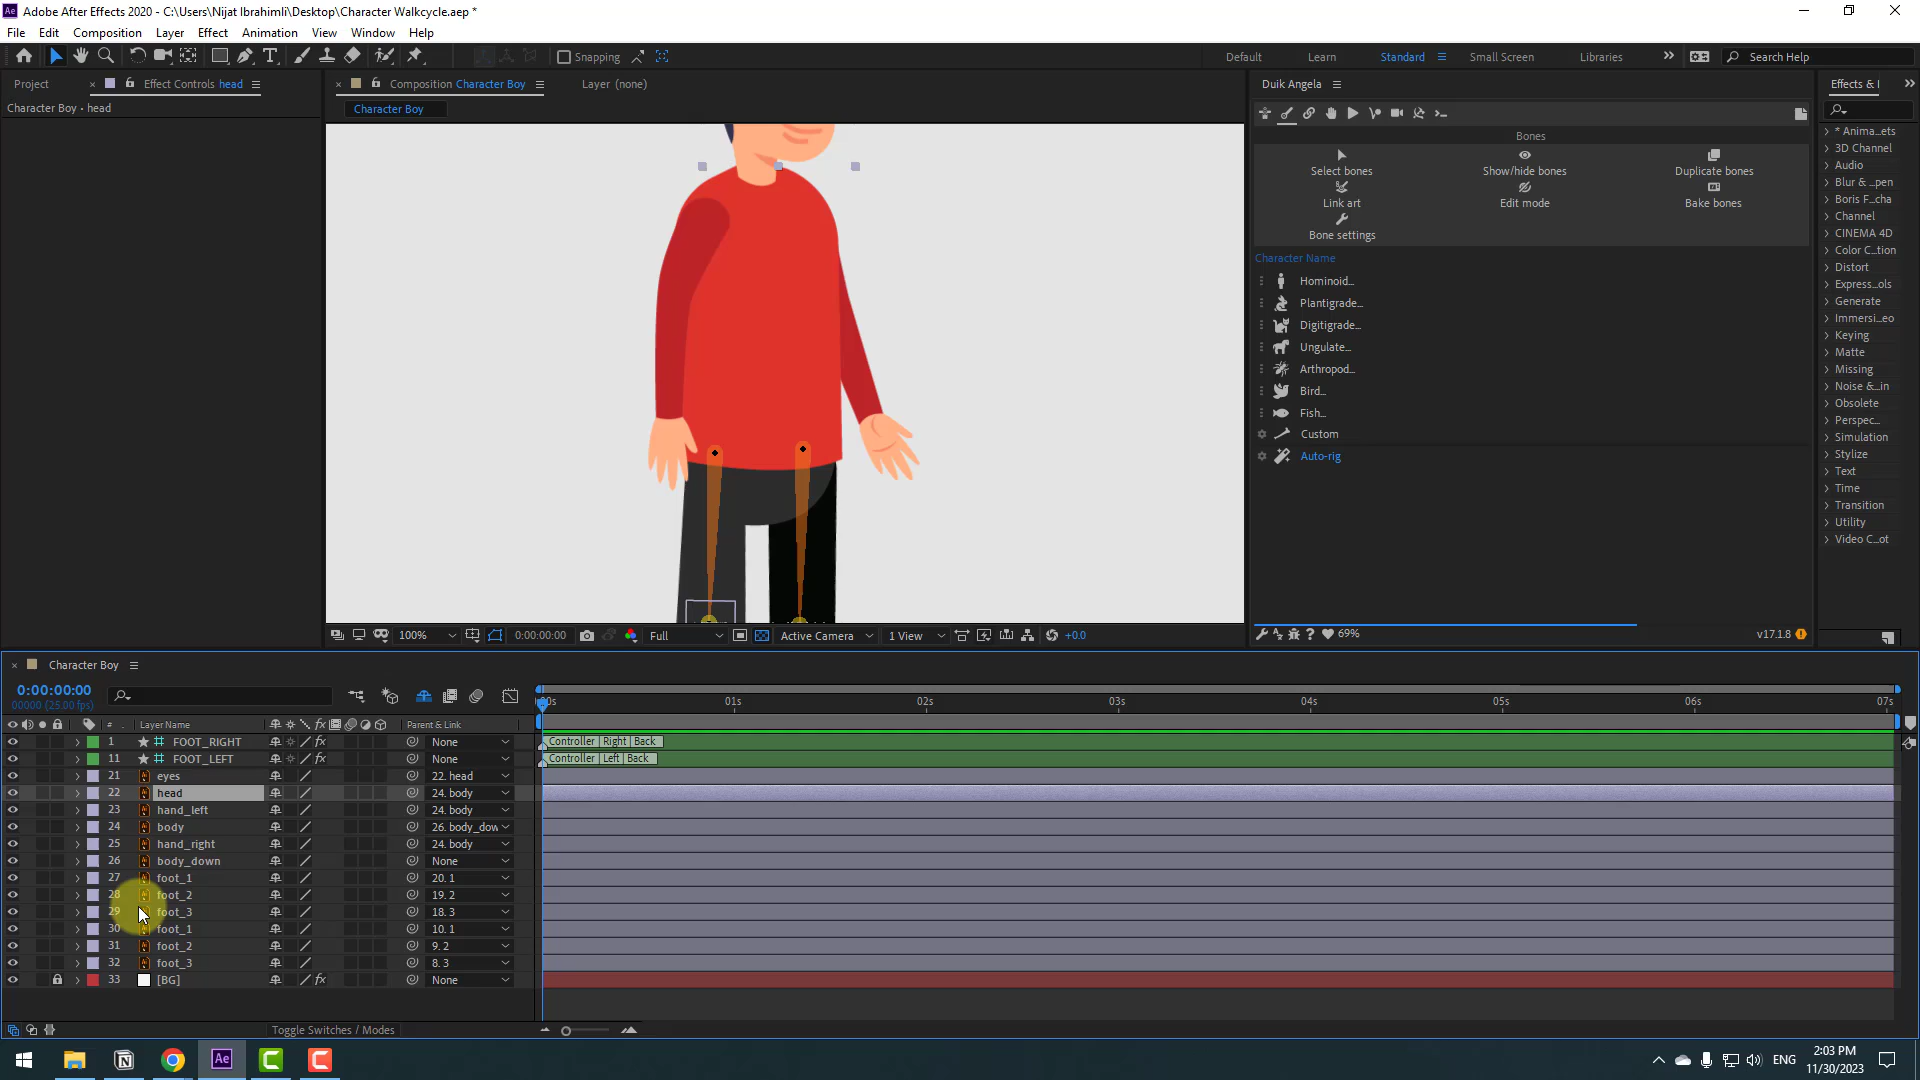 Adobe After Effects 2020 - C:\Users\Nijat Ibrahimli\Desktop\Character Walkcycle.aep *
File Edit Composition Layer Effect Animation View Window Help
Snapping Default Learn Standard Small Screen Libraries Search Help
Project Effect Controls head Composition Character Boy Layer (none) Duik Angela Effects & I
Character Boy - head
Character Boy
Bones
Select bones Show/hide bones Duplicate bones
Link art Edit mode Bake bones
Bone settings
Character Name
Hominoid...
Plantigrade...
Digitigrade...
Ungulate...
Arthropod...
Bird...
Fish...
Custom
Auto-rig
* Anima...ets
3D Channel
Audio
Blur & ...pen
Boris F...cha
Channel
CINEMA 4D
Color C...tion
Distort
Express...ols
Generate
Immersi...eo
Keying
Matte
Missing
Noise &...in
Obsolete
Perspec...
Simulation
Stylize
Text
Time
Transition
Utility
Video C...ot
100% 0:00:00:00 Full Active Camera 1 View +0.0
69% v17.1.8
Character Boy
0:00:00:00
00000 (25.00 fps)
00s 01s 02s 03s 04s 05s 06s 07s
# Layer Name fx Parent & Link
1 FOOT_RIGHT fx None Controller | Right | Back
11 FOOT_LEFT fx None Controller | Left | Back
21 eyes 22. head
22 head 24. body
23 hand_left 24. body
24 body 26. body_dow
25 hand_right 24. body
26 body_down None
27 foot_1 20. 1
28 foot_2 19. 2
29 foot_3 18. 3
30 foot_1 10. 1
31 foot_2 9. 2
32 foot_3 8. 3
33 [BG] fx None
Toggle Switches / Modes
ENG 2:03 PM
11/30/2023